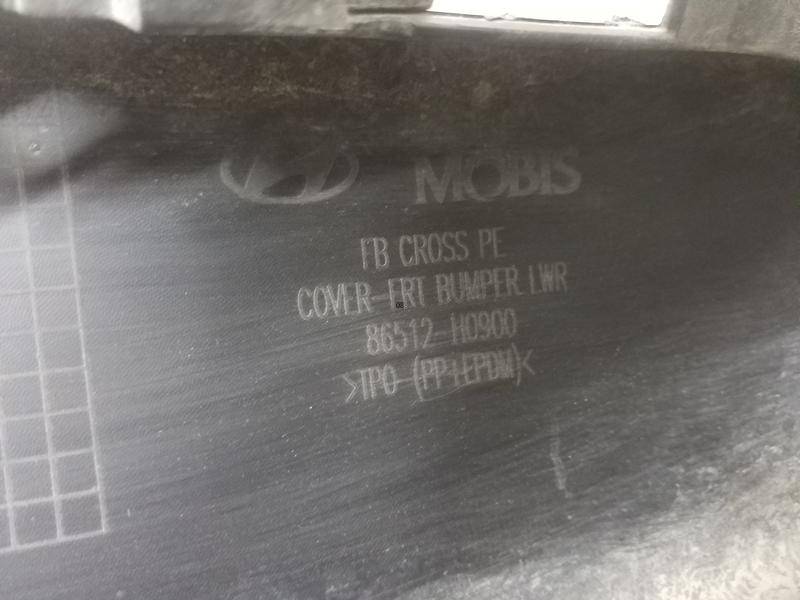 MOBIS
FB CROSS PE
COVER-FRT BUMPER LWR
86512-H0900
>TPO (PP+EPDM)<